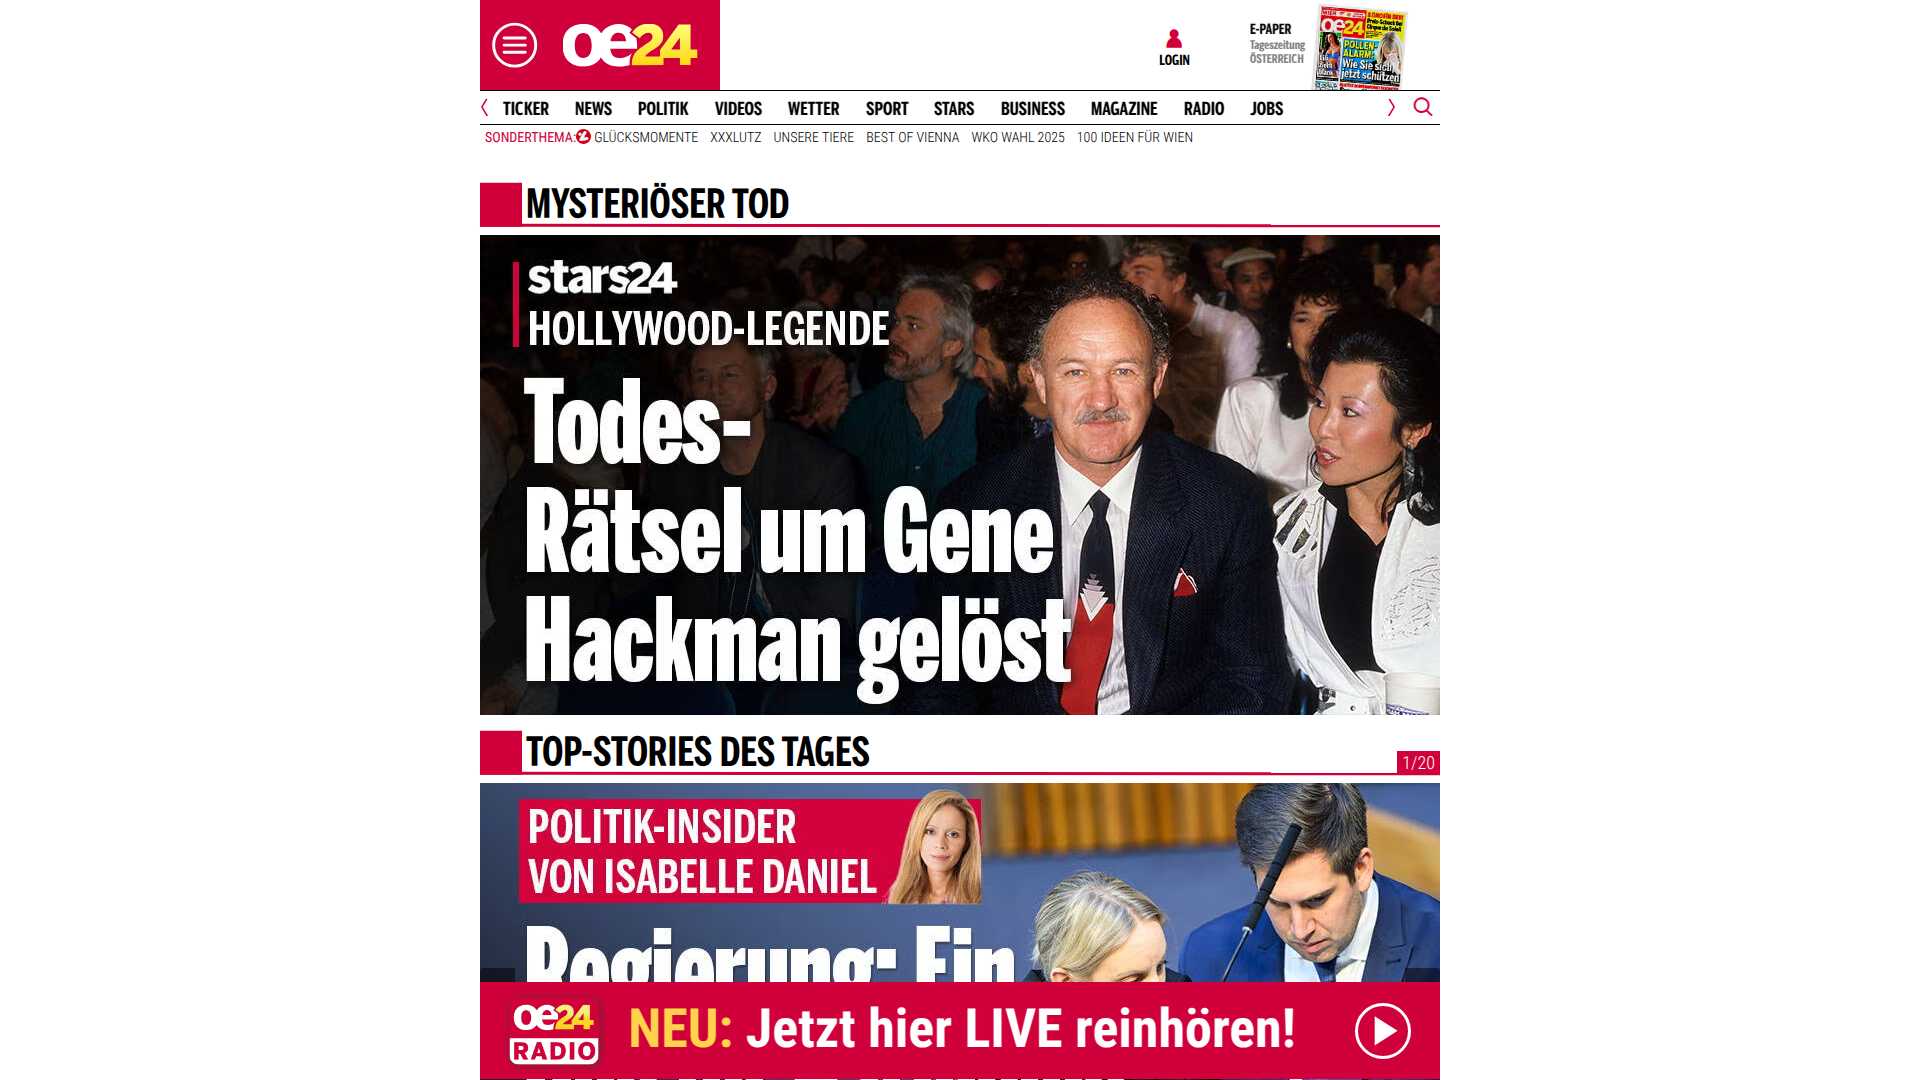 oe24
LOGIN
E-PAPER
Tageszeitung
ÖSTERREICH
oe24
POLLEN-
ALARM:
Wie Sie sich
jetzt schützen
TICKER NEWS POLITIK VIDEOS WETTER SPORT STARS BUSINESS MAGAZINE RADIO JOBS
SONDERTHEMA: GLÜCKSMOMENTE XXXLUTZ UNSERE TIERE BEST OF VIENNA WKO WAHL 2025 100 IDEEN FÜR WIEN
MYSTERIÖSER TOD
stars24
HOLLYWOOD-LEGENDE
Todes-
Rätsel um Gene
Hackman gelöst
TOP-STORIES DES TAGES
1/20
POLITIK-INSIDER
VON ISABELLE DANIEL
Regierung: Ein
oe24
RADIO
NEU: Jetzt hier LIVE reinhören!